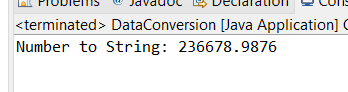 Problems @ Javadoc Declaration
<terminated> DataConversion [Java Application]
Number to String: 236678.9876